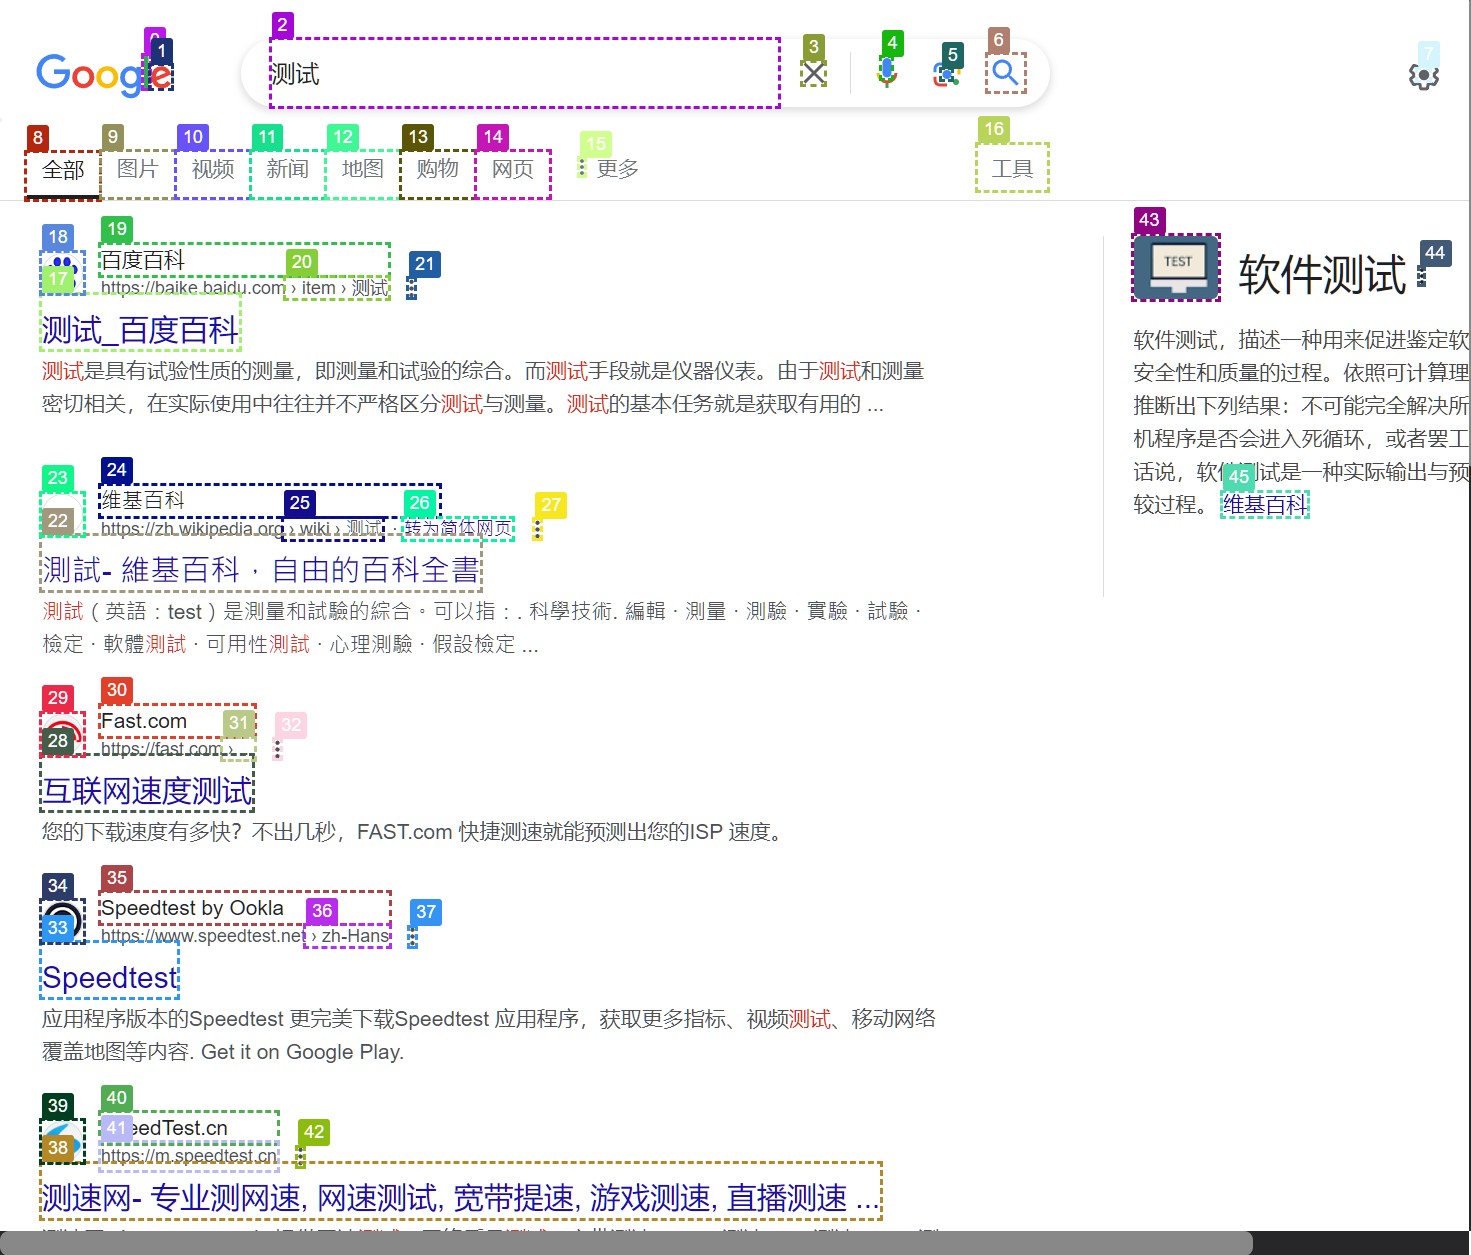 0 1 2 3 4 5 6 7
Google 测试
8 9 10 11 12 13 14 15 16
全部 图片 视频 新闻 地图 购物 网页 更多 工具
18 19
百度百科
17 20 21
https://baike.baidu.com › item › 测试
测试_百度百科
测试是具有试验性质的测量，即测量和试验的综合。而测试手段就是仪器仪表。由于测试和测量
密切相关，在实际使用中往往并不严格区分测试与测量。测试的基本任务就是获取有用的 ...
23 24
维基百科
22 25 26 27
https://zh.wikipedia.org › wiki › 测试 · 转为简体网页
測試- 維基百科，自由的百科全書
測試（英語：test）是測量和試驗的綜合。可以指：. 科學技術. 編輯 · 測量 · 測驗 · 實驗 · 試驗 ·
檢定 · 軟體測試 · 可用性測試 · 心理測驗 · 假設檢定 ...
29 30
Fast.com
28 31 32
https://fast.com ›
互联网速度测试
您的下载速度有多快？不出几秒，FAST.com 快捷测速就能预测出您的ISP 速度。
34 35
Speedtest by Ookla
33 36 37
https://www.speedtest.net › zh-Hans
Speedtest
应用程序版本的Speedtest 更完美下载Speedtest 应用程序，获取更多指标、视频测试、移动网络
覆盖地图等内容. Get it on Google Play.
39 40
41 eedTest.cn
38 42
https://m.speedtest.cn
测速网- 专业测网速, 网速测试, 宽带提速, 游戏测速, 直播测速 ...
43 44
TEST
软件测试
软件测试，描述一种用来促进鉴定软
安全性和质量的过程。依照可计算理
推断出下列结果：不可能完全解决所
机程序是否会进入死循环，或者罢工
话说，软件测试是一种实际输出与预
45
较过程。 维基百科